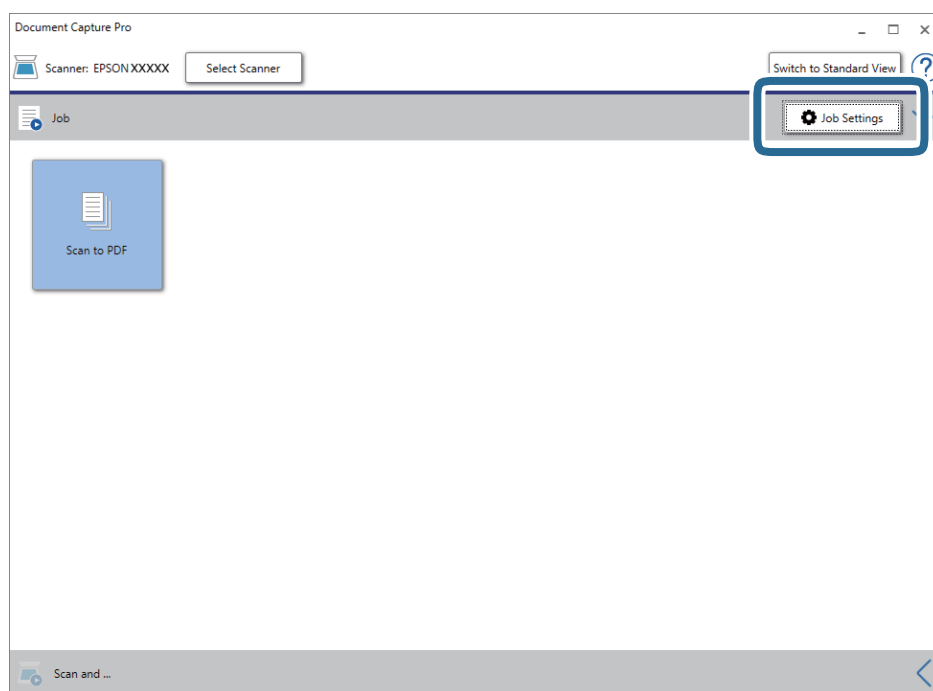 Document Capture Pro
Scanner: EPSON XXXXX
Select Scanner
Switch to Standard View
?
Job
Job Settings
Scan to PDF
Scan and ...